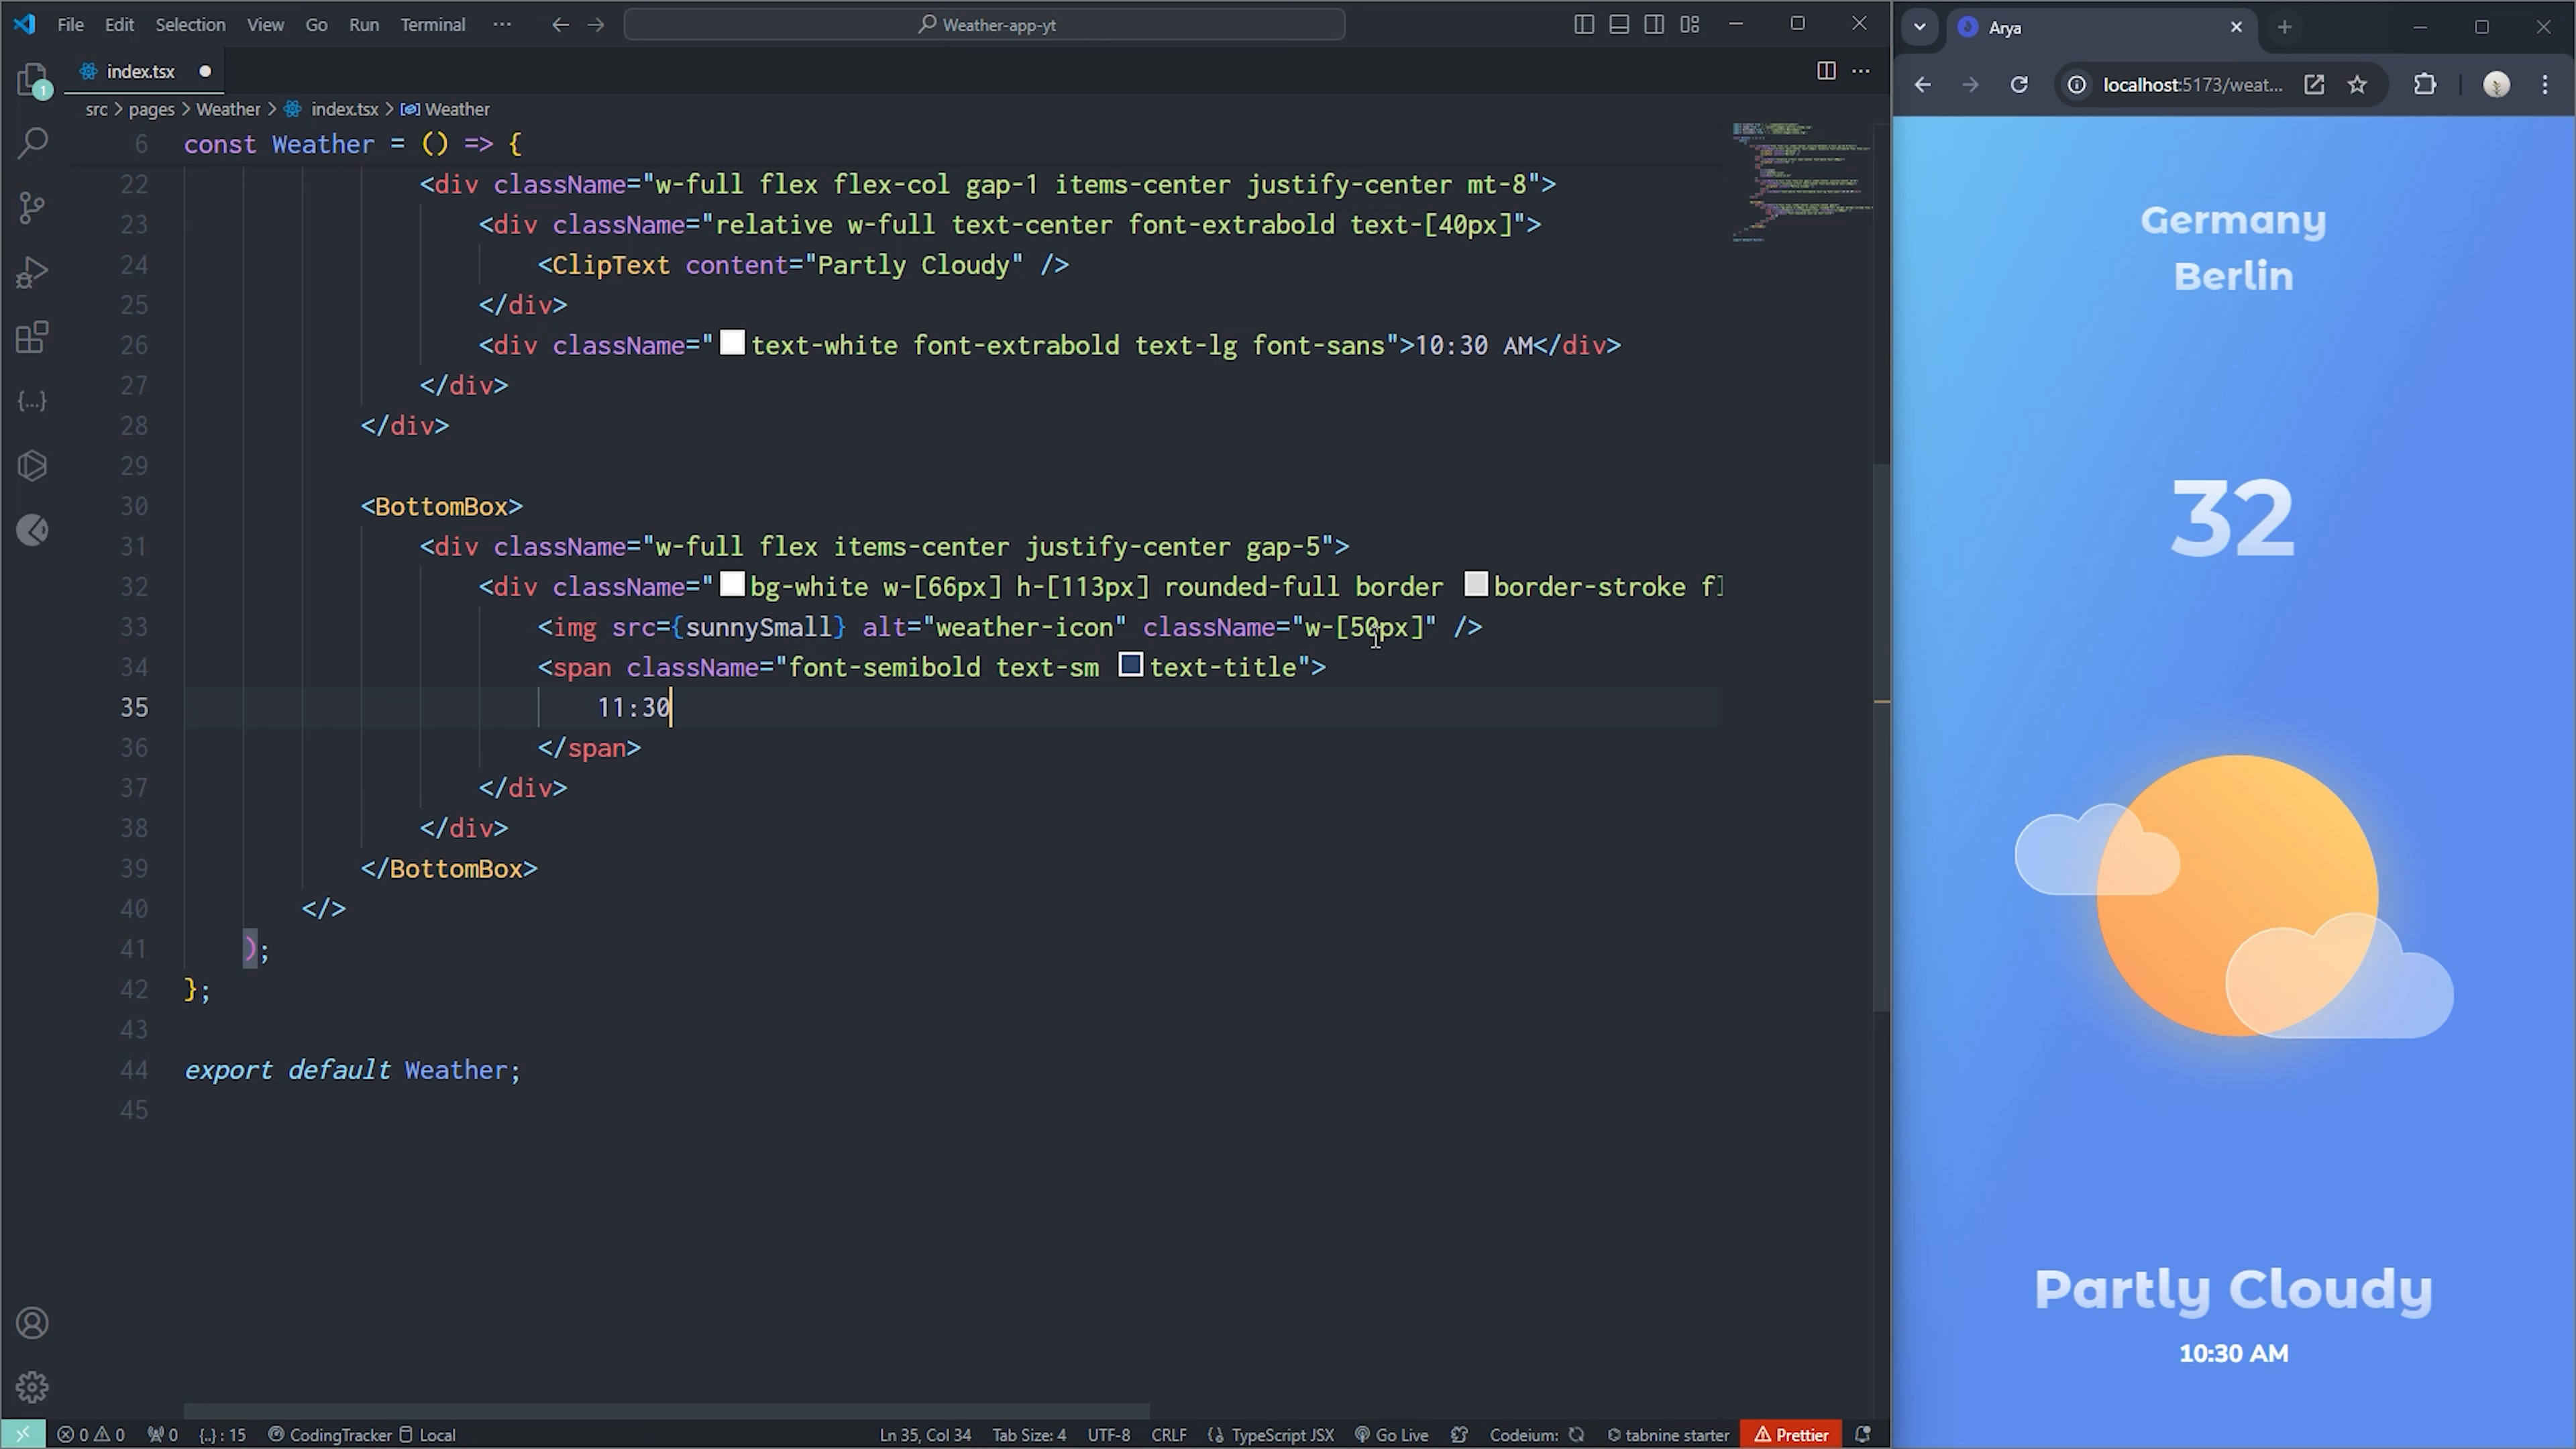 File Edit Selection View Go Run Terminal ··· Weather-app-yt
index.tsx
1
src > pages > Weather > index.tsx > Weather
6 const Weather = () => {
22 <div className="w-full flex flex-col gap-1 items-center justify-center mt-8">
23 <div className="relative w-full text-center font-extrabold text-[40px]">
24 <ClipText content="Partly Cloudy" />
25 </div>
26 <div className="text-white font-extrabold text-lg font-sans">10:30 AM</div>
27 </div>
28 </div>
29
30 <BottomBox>
31 <div className="w-full flex items-center justify-center gap-5">
32 <div className="bg-white w-[66px] h-[113px] rounded-full border border-stroke
33 <img src={sunnySmall} alt="weather-icon" className="w-[50px]" />
34 <span className="font-semibold text-sm text-title">
35 11:30
36 </span>
37 </div>
38 </div>
39 </BottomBox>
40 </>
41 );
42 };
43
44 export default Weather;
45
0 0 0 {..} : 15 CodingTracker Local Ln 35, Col 34 Tab Size: 4 UTF-8 CRLF TypeScript JSX Go Live Codeium: tabnine starter Prettier
Arya
localhost:5173/weat...
Germany
Berlin
32
Partly Cloudy
10:30 AM